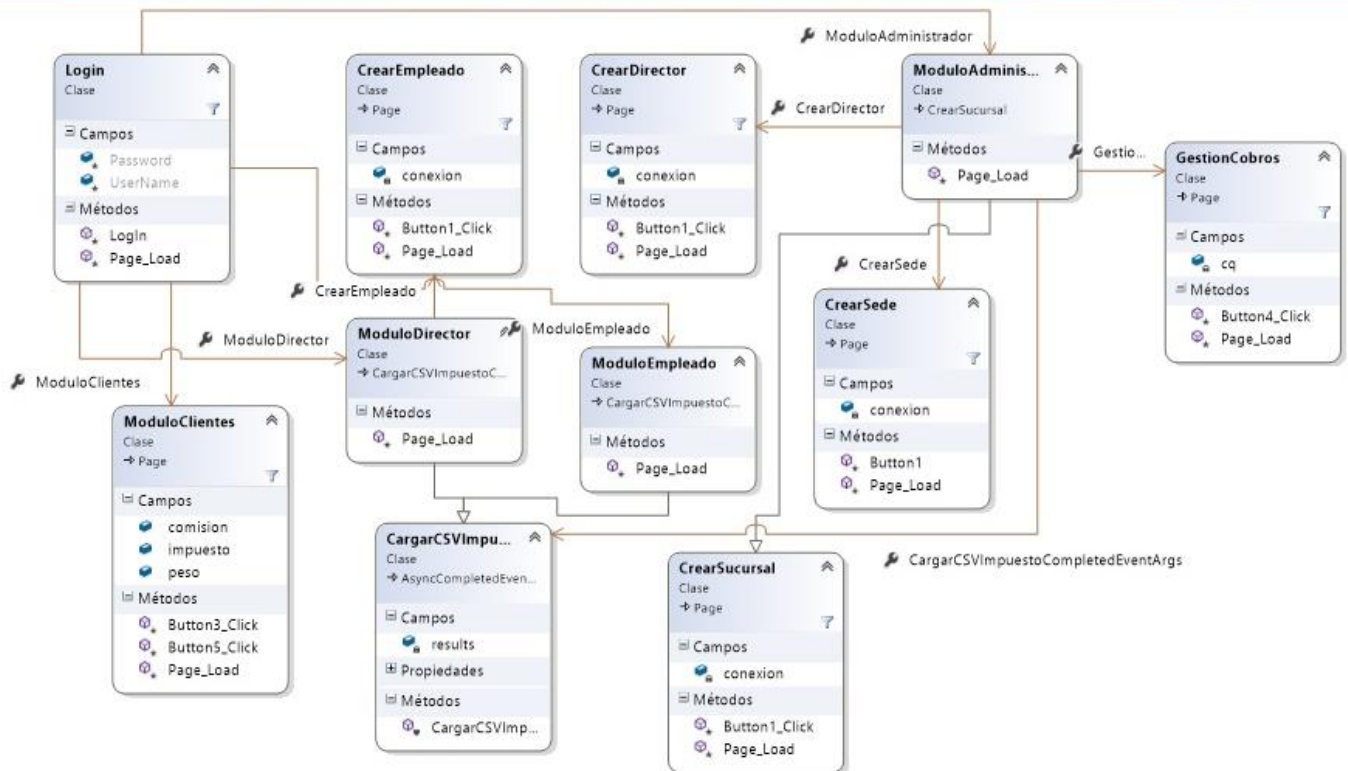 ModuloAdministrador
Login
Clase
Campos
Password
UserName
Métodos
LogIn
Page_Load
CrearEmpleado
Clase
Page
Campos
conexion
Métodos
Button1_Click
Page_Load
CrearDirector
Clase
Page
Campos
conexion
Métodos
Button1_Click
Page_Load
CrearDirector
ModuloAdminis...
Clase
CrearSucursal
Métodos
Page_Load
Gestio...
GestionCobros
Clase
Page
Campos
cq
Métodos
Button4_Click
Page_Load
CrearSede
CrearEmpleado
ModuloDirector
ModuloEmpleado
ModuloClientes
ModuloDirector
Clase
CargarCSVImpuestoC...
Métodos
Page_Load
ModuloEmpleado
Clase
CargarCSVImpuestoC...
Métodos
Page_Load
CrearSede
Clase
Page
Campos
conexion
Métodos
Button1
Page_Load
ModuloClientes
Clase
Page
Campos
comision
impuesto
peso
Métodos
Button3_Click
Button5_Click
Page_Load
CargarCSVImpu...
Clase
AsyncCompletedEven...
Campos
results
Propiedades
Métodos
CargarCSVImp...
CrearSucursal
Clase
Page
Campos
conexion
Métodos
Button1_Click
Page_Load
CargarCSVImpuestoCompletedEventArgs